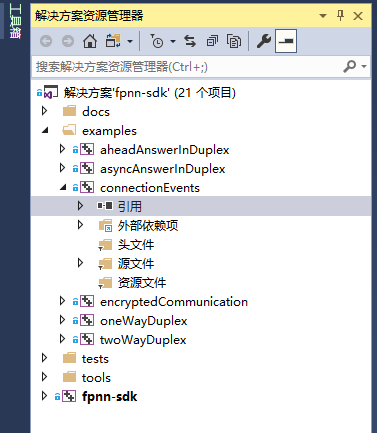 工具箱
解决方案资源管理器
搜索解决方案资源管理器(Ctrl+;)
解决方案'fpnn-sdk' (21 个项目)
docs
examples
aheadAnswerInDuplex
asyncAnswerInDuplex
connectionEvents
引用
外部依赖项
头文件
源文件
资源文件
encryptedCommunication
oneWayDuplex
twoWayDuplex
tests
tools
fpnn-sdk